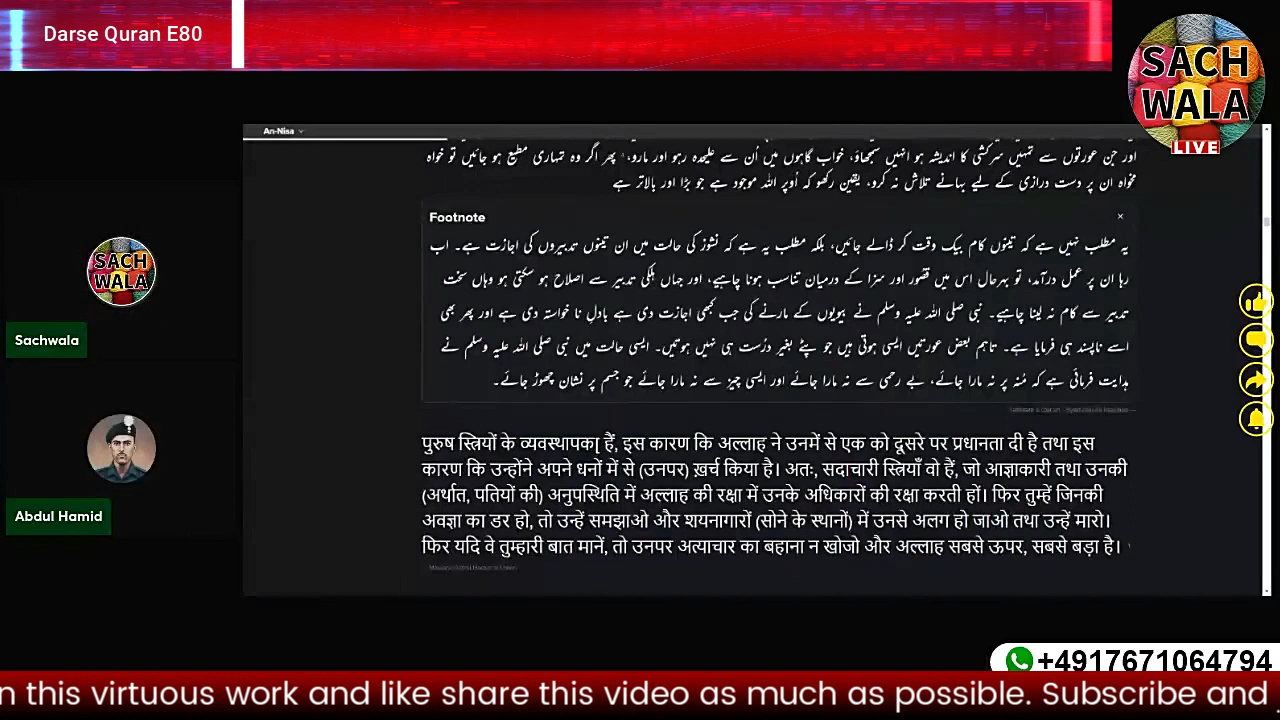 Darse Quran E80
SACH
WALA
LIVE
An-Nisa
اور جن عورتوں سے تمہیں سرکشی کا اندیشہ ہو انہیں سمجھاؤ، خواب گاہوں میں اُن سے علیحدہ رہو اور مارو، پھر اگر وہ تمہاری مطیع ہو جائیں تو خواہ
مخواہ ان پر دست درازی کے لیے بہانے تلاش نہ کرو، یقین رکھو کہ اُوپر اللہ موجود ہے جو بڑا اور بالاتر ہے
Footnote ×
یہ مطلب نہیں ہے کہ تینوں کام بیک وقت کر ڈالے جائیں، بلکہ مطلب یہ ہے کہ نشوز کی حالت میں ان تینوں تدبیروں کی اجازت ہے۔ اب
رہا ان پر عمل درآمد، تو بہرحال اس میں قصور اور سزا کے درمیان تناسب ہونا چاہیے، اور جہاں ہلکی تدبیر سے اصلاح ہو سکتی ہو وہاں سخت
تدبیر سے کام نہ لینا چاہیے۔ نبی صلی اللہ علیہ وسلم نے بیویوں کے مارنے کی جب کبھی اجازت دی ہے بادلِ نا خواستہ دی ہے اور پھر بھی
اسے ناپسند ہی فرمایا ہے۔ تاہم بعض عورتیں ایسی ہوتی ہیں جو پٹے بغیر درُست ہی نہیں ہوتیں۔ ایسی حالت میں نبی صلی اللہ علیہ وسلم نے
ہدایت فرمائی ہے کہ مُنہ پر نہ مارا جائے، بے رحمی سے نہ مارا جائے اور ایسی چیز سے نہ مارا جائے جو جسم پر نشان چھوڑ جائے۔
पुरुष स्त्रियों के व्यवस्थापक हैं, इस कारण कि अल्लाह ने उनमें से एक को दूसरे पर प्रधानता दी है तथा इस
कारण कि उन्होंने अपने धनों में से (उनपर) ख़र्च किया है। अतः, सदाचारी स्त्रियाँ वो हैं, जो आज्ञाकारी तथा उनकी
(अर्थात, पतियों की) अनुपस्थिति में अल्लाह की रक्षा में उनके अधिकारों की रक्षा करती हों। फिर तुम्हें जिनकी
अवज्ञा का डर हो, तो उन्हें समझाओ और शयनागारों (सोने के स्थानों) में उनसे अलग हो जाओ तथा उन्हें मारो।
फिर यदि वे तुम्हारी बात मानें, तो उनपर अत्याचार का बहाना न खोजो और अल्लाह सबसे ऊपर, सबसे बड़ा है।
SACH
WALA
Sachwala
Abdul Hamid
+4917671064794
n this virtuous work and like share this video as much as possible. Subscribe and